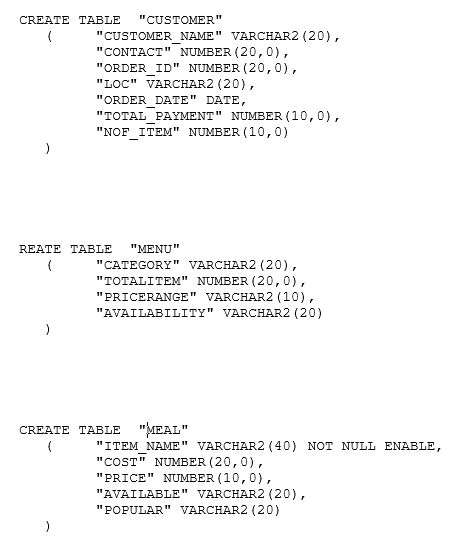 CREATE TABLE "CUSTOMER"
( "CUSTOMER_NAME" VARCHAR2(20),
"CONTACT" NUMBER(20,0),
"ORDER_ID" NUMBER(20,0),
"LOC" VARCHAR2(20),
"ORDER_DATE" DATE,
"TOTAL_PAYMENT" NUMBER(10,0),
"NOF_ITEM" NUMBER(10,0)
)
REATE TABLE "MENU"
( "CATEGORY" VARCHAR2(20),
"TOTALITEM" NUMBER(20,0),
"PRICERANGE" VARCHAR2(10),
"AVAILABILITY" VARCHAR2(20)
)
CREATE TABLE "MEAL"
( "ITEM_NAME" VARCHAR2(40) NOT NULL ENABLE,
"COST" NUMBER(20,0),
"PRICE" NUMBER(10,0),
"AVAILABLE" VARCHAR2(20),
"POPULAR" VARCHAR2(20)
)